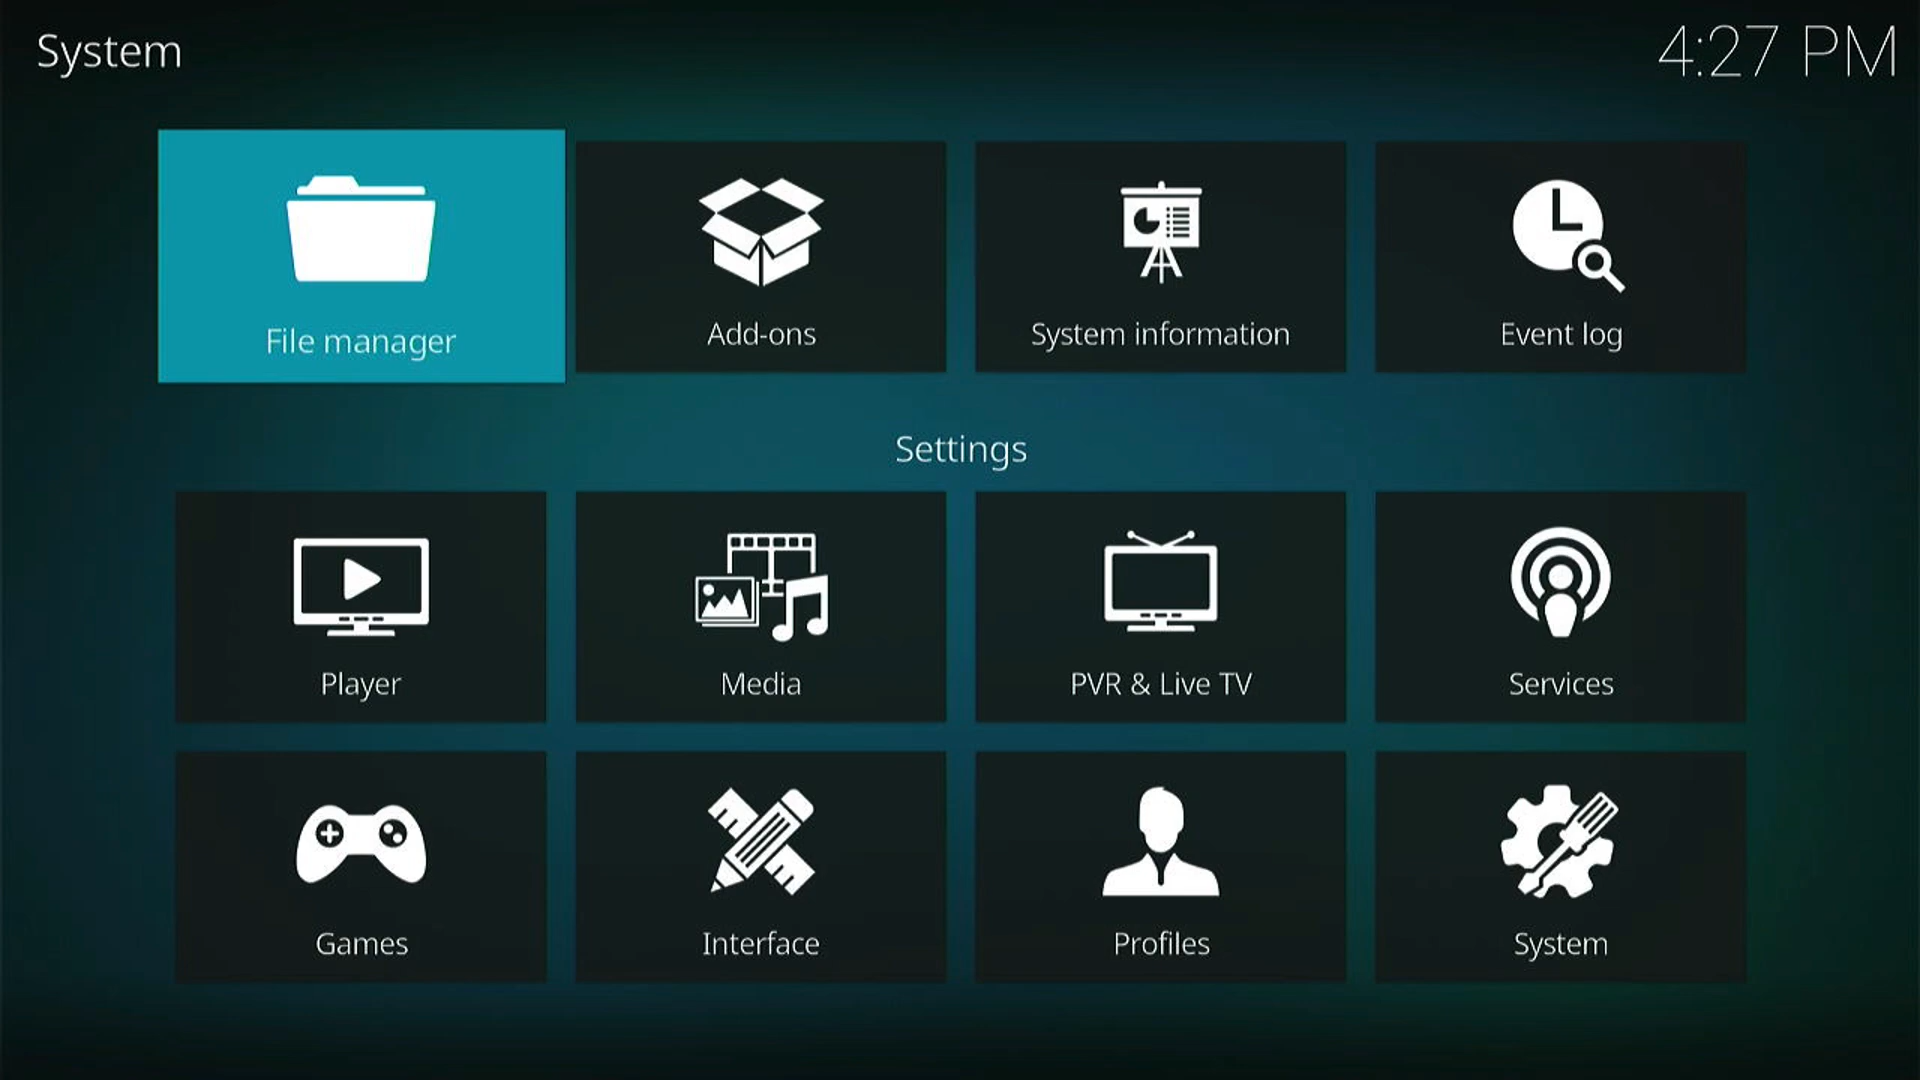 System
4:27 PM
File manager
Add-ons
System information
Event log
Settings
Player
Media
PVR & Live TV
Services
Games
Interface
Profiles
System